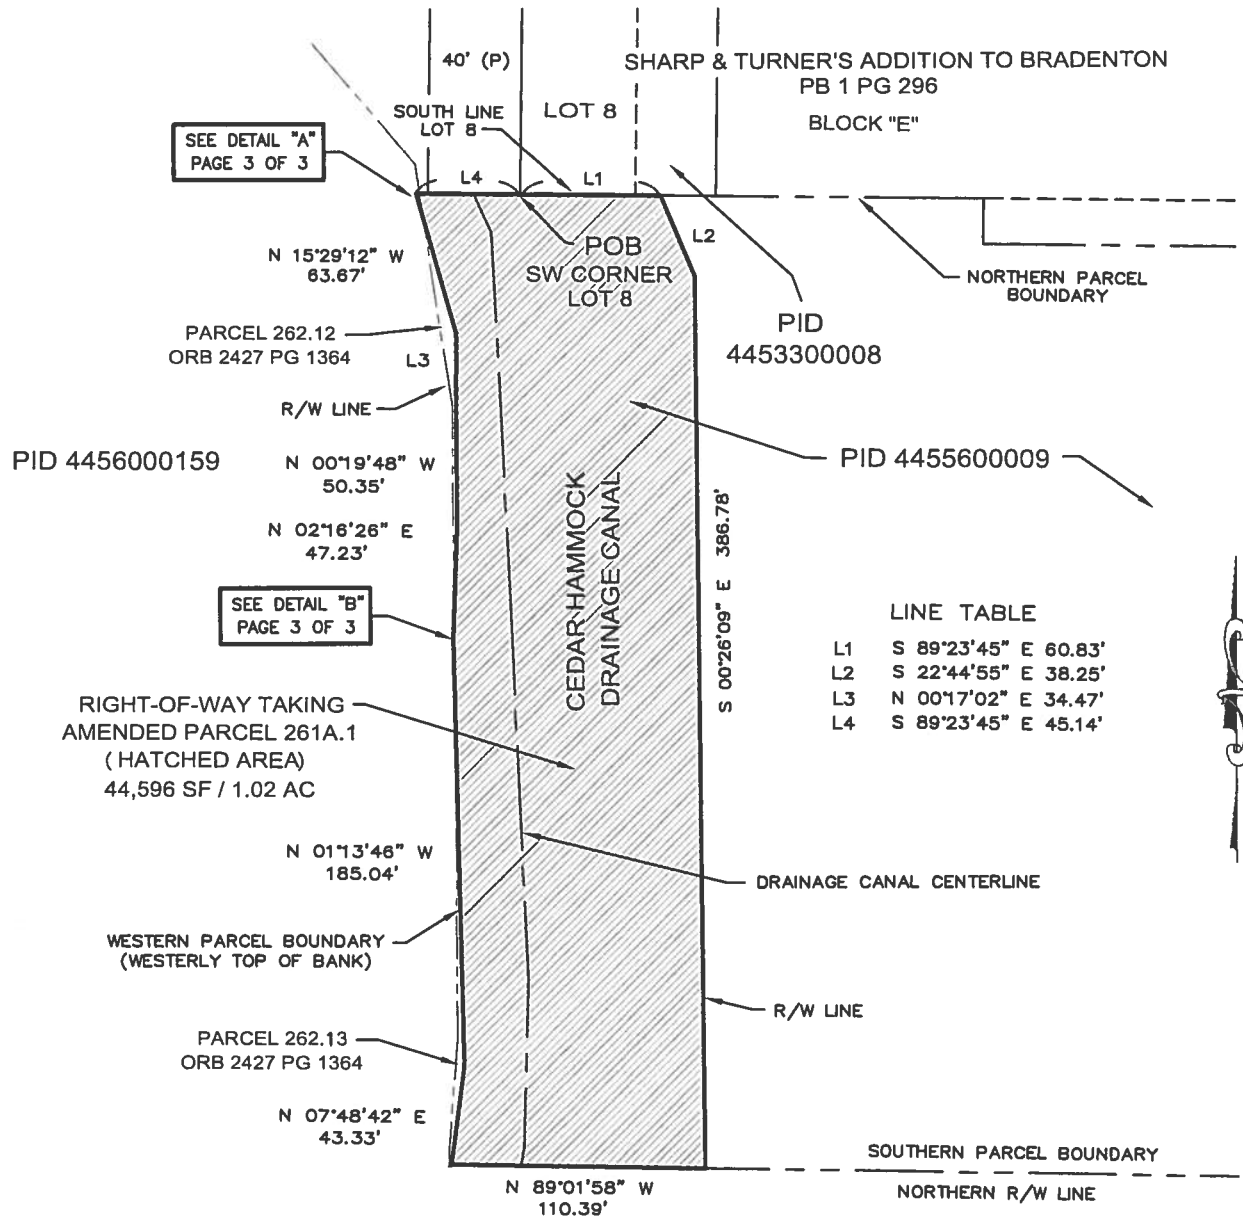 40' (P)
SHARP & TURNER'S ADDITION TO BRADENTON
PB 1 PG 296
BLOCK "E"
SOUTH LINE
LOT 8
LOT 8
SEE DETAIL "A"
PAGE 3 OF 3
L4
L1
L2
POB
SW CORNER
LOT 8
N 15°29'12" W
63.67'
NORTHERN PARCEL
BOUNDARY
PID
4453300008
PARCEL 262.12
ORB 2427 PG 1364
L3
R/W LINE
PID 4456000159
N 00°19'48" W
50.35'
PID 4455600009
N 02°16'26" E
47.23'
CEDAR HAMMOCK
DRAINAGE CANAL
S 00°26'09" E 386.78'
SEE DETAIL "B"
PAGE 3 OF 3
LINE TABLE
L1 S 89°23'45" E 60.83'
L2 S 22°44'55" E 38.25'
L3 N 00°17'02" E 34.47'
L4 S 89°23'45" E 45.14'
RIGHT-OF-WAY TAKING
AMENDED PARCEL 261A.1
(HATCHED AREA)
44,596 SF / 1.02 AC
N 01°13'46" W
185.04'
DRAINAGE CANAL CENTERLINE
WESTERN PARCEL BOUNDARY
(WESTERLY TOP OF BANK)
R/W LINE
PARCEL 262.13
ORB 2427 PG 1364
N 07°48'42" E
43.33'
SOUTHERN PARCEL BOUNDARY
N 89°01'58" W
110.39'
NORTHERN R/W LINE